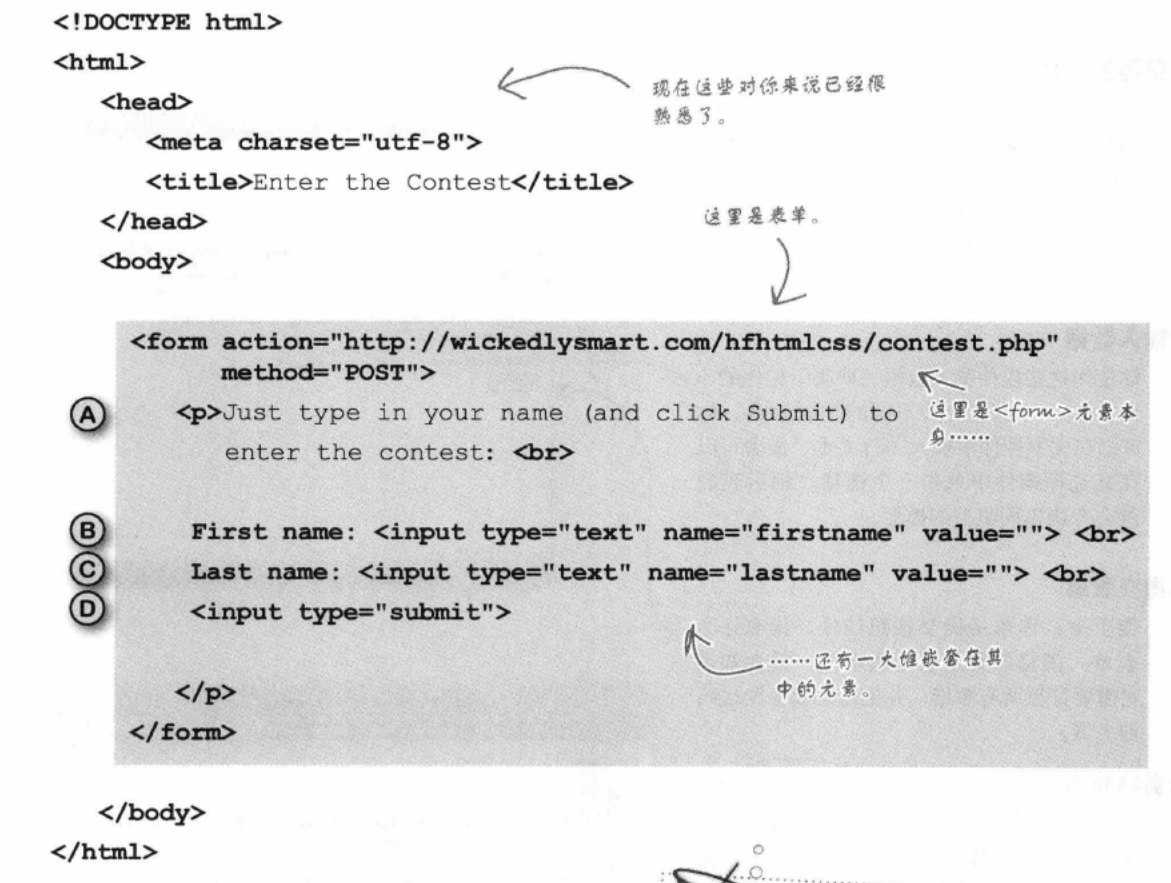 <!DOCTYPE html>
<html>
现在这些对你来说已经很
熟悉了。
<head>
<meta charset="utf-8">
<title>Enter the Contest</title>
</head>
这里是表单。
<body>
<form action="http://wickedlysmart.com/hfhtmlcss/contest.php"
method="POST">
这里是<form>元素本
身……
A <p>Just type in your name (and click Submit) to
enter the contest: <br>
B First name: <input type="text" name="firstname" value=""> <br>
C Last name: <input type="text" name="lastname" value=""> <br>
D <input type="submit">
……还有一大堆嵌套在其
中的元素。
</p>
</form>
</body>
</html>